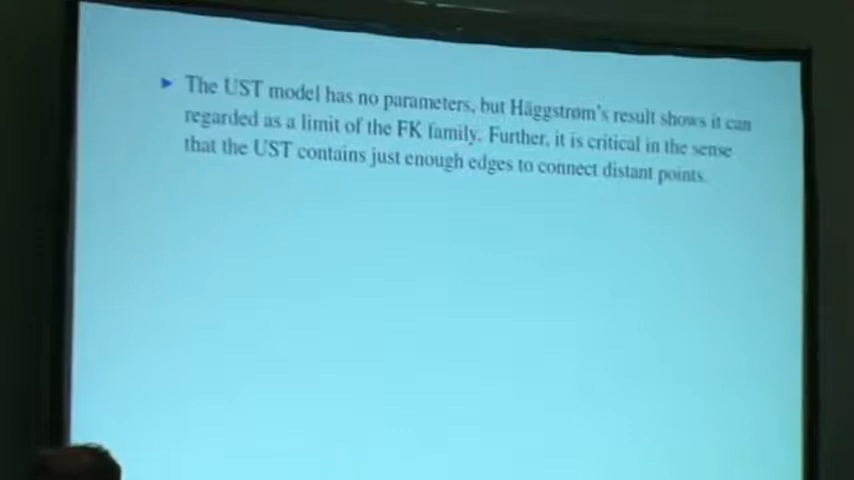 The UST model has no parameters, but Häggstrøm's result shows it can
regarded as a limit of the FK family. Further, it is critical in the sense
that the UST contains just enough edges to connect distant points.